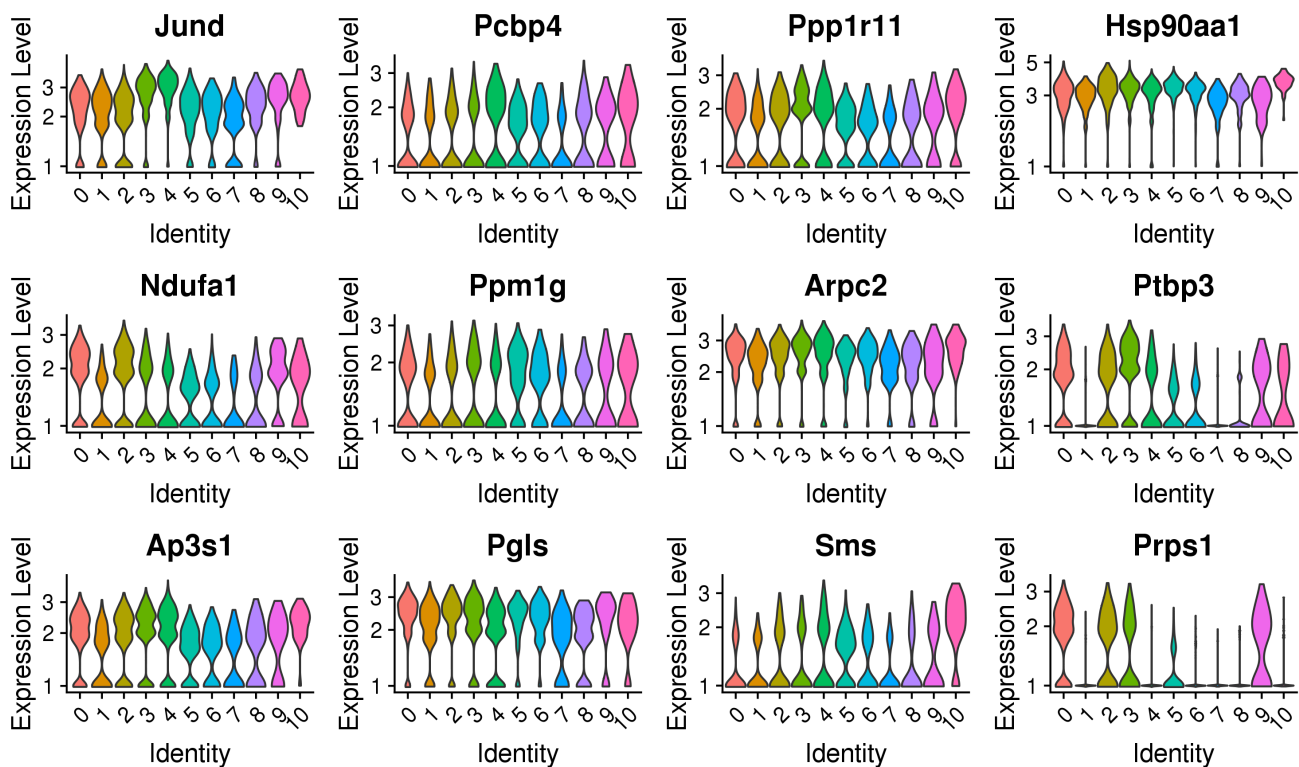 Jund
Expression Level
3
2
1
0 1 2 3 4 5 6 7 8 9 10
Identity
Pcbp4
Expression Level
3
2
1
0 1 2 3 4 5 6 7 8 9 10
Identity
Ppp1r11
Expression Level
3
2
1
0 1 2 3 4 5 6 7 8 9 10
Identity
Hsp90aa1
Expression Level
5
3
1
0 1 2 3 4 5 6 7 8 9 10
Identity
Ndufa1
Expression Level
3
2
1
0 1 2 3 4 5 6 7 8 9 10
Identity
Ppm1g
Expression Level
3
2
1
0 1 2 3 4 5 6 7 8 9 10
Identity
Arpc2
Expression Level
3
2
1
0 1 2 3 4 5 6 7 8 9 10
Identity
Ptbp3
Expression Level
3
2
1
0 1 2 3 4 5 6 7 8 9 10
Identity
Ap3s1
Expression Level
3
2
1
0 1 2 3 4 5 6 7 8 9 10
Identity
Pgls
Expression Level
3
2
1
0 1 2 3 4 5 6 7 8 9 10
Identity
Sms
Expression Level
3
2
1
0 1 2 3 4 5 6 7 8 9 10
Identity
Prps1
Expression Level
3
2
1
0 1 2 3 4 5 6 7 8 9 10
Identity